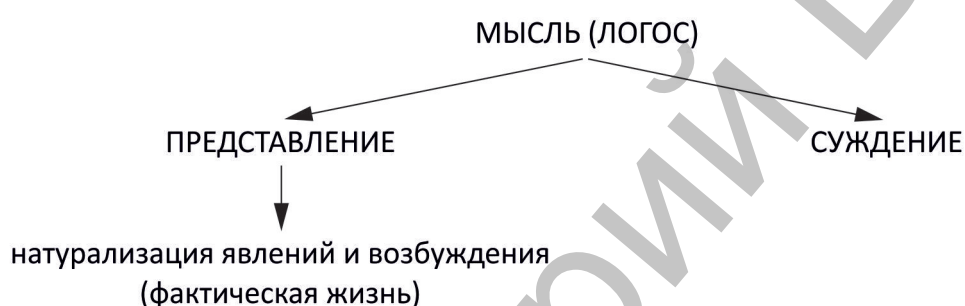 МЫСЛЬ (ЛОГОС)
ПРЕДСТАВЛЕНИЕ
СУЖДЕНИЕ
натурализация явлений и возбуждения
(фактическая жизнь)